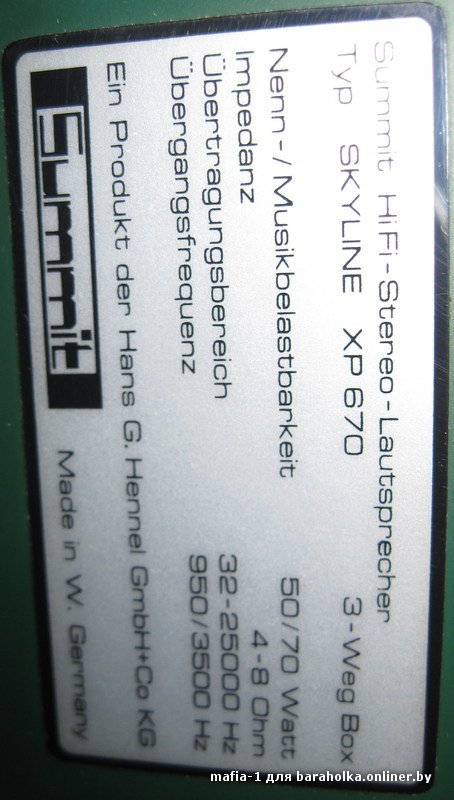 Summit HiFi-Stereo-Lautsprecher
Typ SKYLINE XP 670 3-Weg Box
Nenn-/Musikbelastbarkeit 50/70 Watt
Impedanz 4-8 Ohm
Übertragungsbereich 32-25000 Hz
Übergangsfrequenz 950/3500 Hz
Ein Produkt der Hans G. Hennel GmbH+Co KG
Summit Made in W. Germany
mafia-1 для baraholka.onliner.by